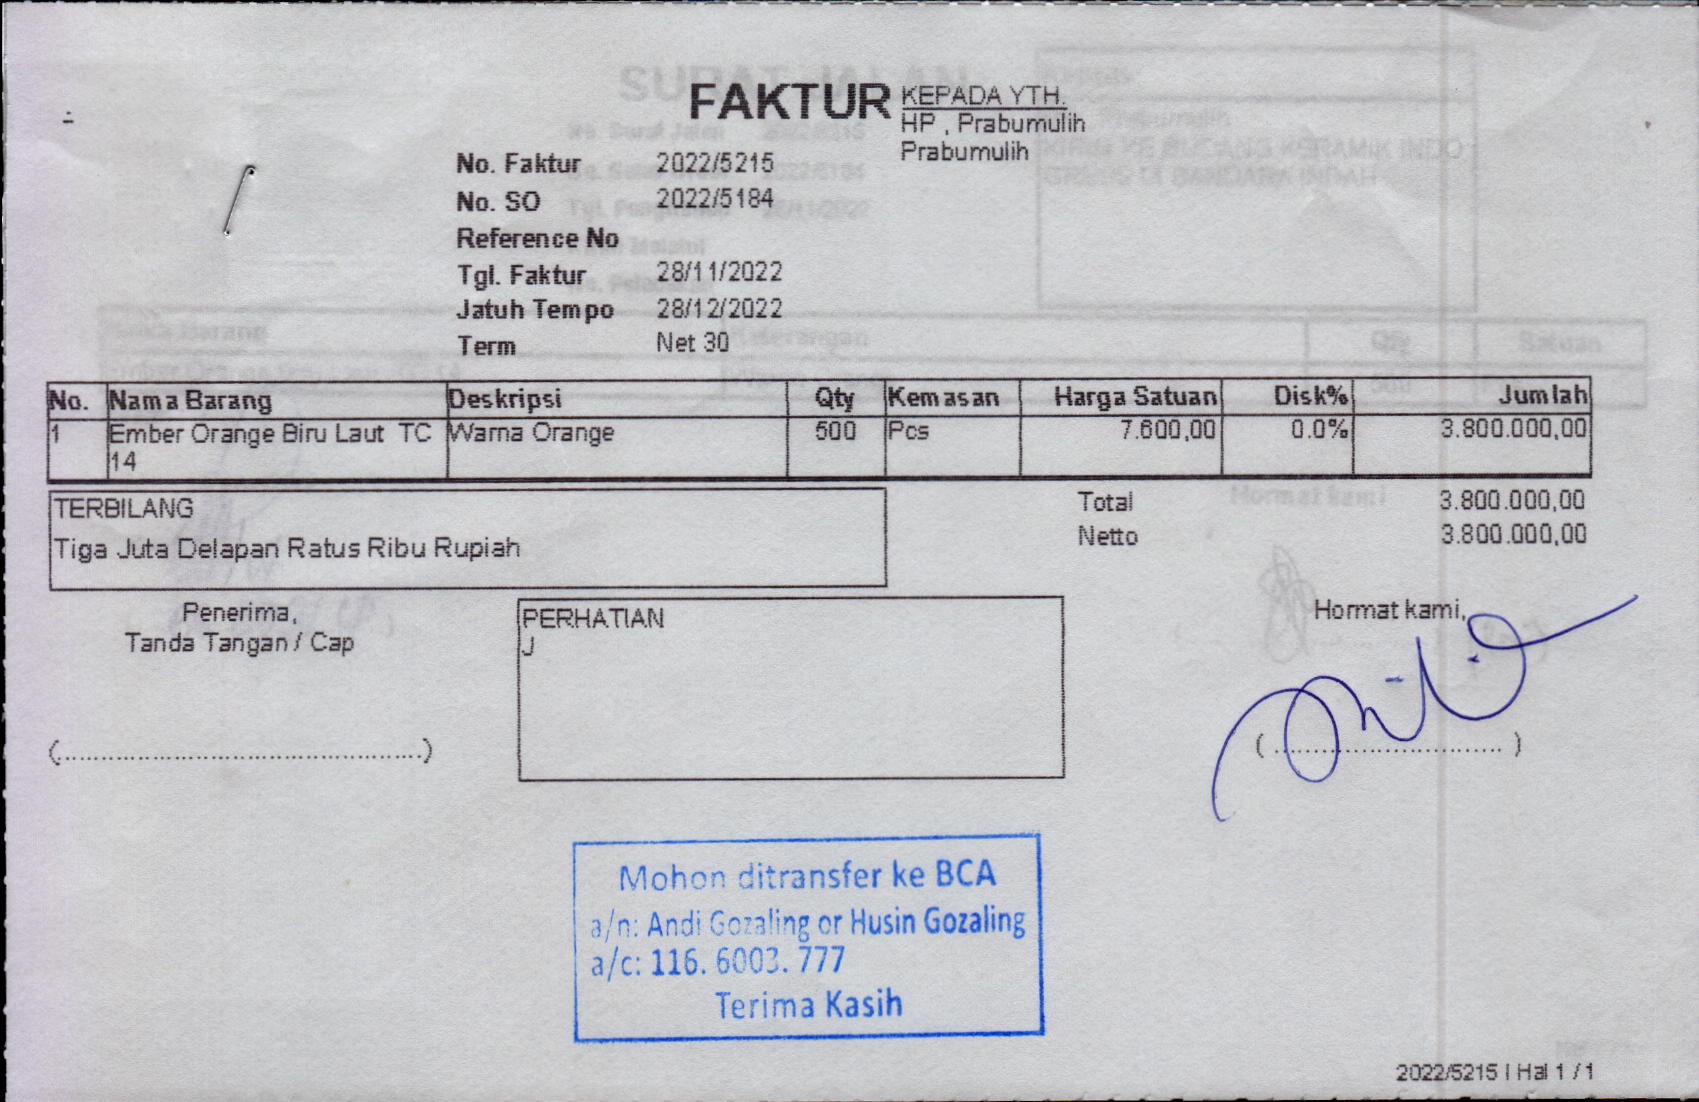 FAKTUR
KEPADA YTH.
HP , Prabumulih
Prabumulih
No. Faktur 2022/5215
No. SO 2022/5184
Reference No
Tgl. Faktur 28/11/2022
Jatuh Tempo 28/12/2022
Term Net 30
No. Nama Barang Deskripsi Qty Kemasan Harga Satuan Disk% Jumlah
1 Ember Orange Biru Laut TC Warna Orange 500 Pcs 7.600,00 0.0% 3.800.000,00
14
TERBILANG
Tiga Juta Delapan Ratus Ribu Rupiah
Total 3.800.000,00
Netto 3.800.000,00
Penerima,
Tanda Tangan / Cap
(................................................)
PERHATIAN
J
Hormat kami,
(.............................. )
Mohon ditransfer ke BCA
a/n: Andi Gozaling or Husin Gozaling
a/c: 116. 6003. 777
Terima Kasih
2022/5215 | Hal 1 / 1